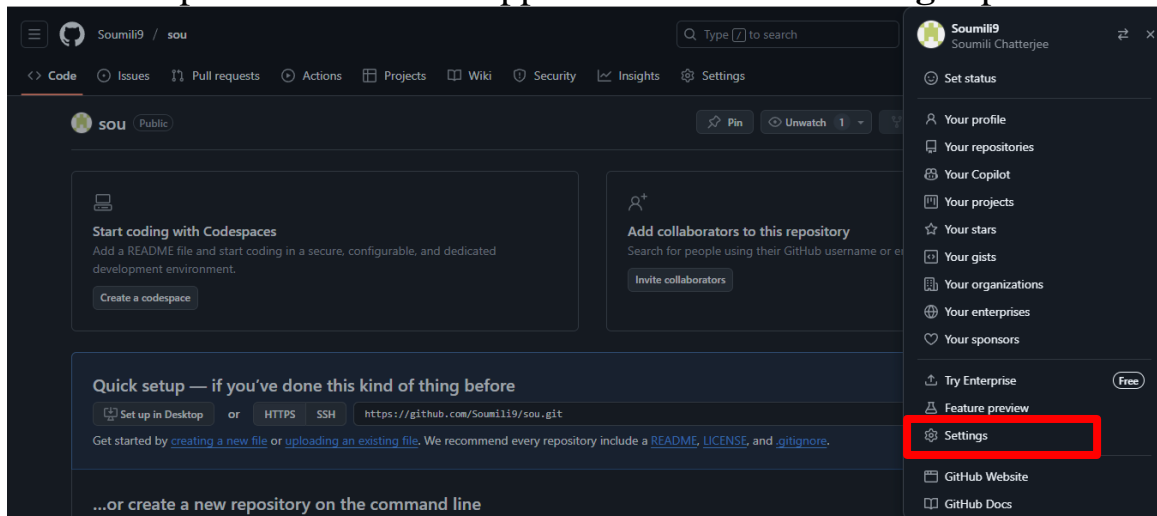 Soumili9 / sou
Type / to search
Soumili9
Soumili Chatterjee
Code Issues Pull requests Actions Projects Wiki Security Insights Settings
Set status
sou Public
Pin Unwatch 1
Your profile
Your repositories
Your Copilot
Your projects
Your stars
Your gists
Your organizations
Your enterprises
Your sponsors
Try Enterprise Free
Feature preview
Settings
GitHub Website
GitHub Docs
Start coding with Codespaces
Add a README file and start coding in a secure, configurable, and dedicated
development environment.
Create a codespace
Add collaborators to this repository
Search for people using their GitHub username or
Invite collaborators
Quick setup — if you've done this kind of thing before
Set up in Desktop or HTTPS SSH https://github.com/Soumili9/sou.git
Get started by creating a new file or uploading an existing file. We recommend every repository include a README, LICENSE, and .gitignore.
...or create a new repository on the command line